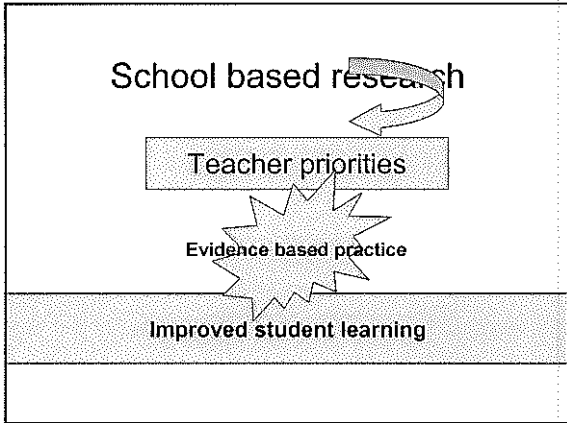 School based research
Teacher priorities
Evidence based practice
Improved student learning